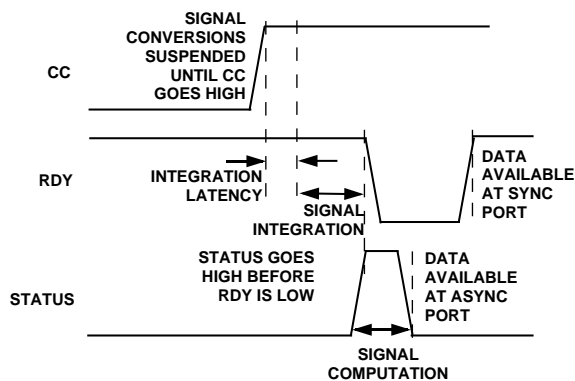 SIGNAL
CONVERSIONS
SUSPENDED
UNTIL CC
GOES HIGH
CC
RDY
INTEGRATION
LATENCY
SIGNAL
INTEGRATION
DATA
AVAILABLE
AT SYNC
PORT
STATUS
STATUS GOES
HIGH BEFORE
RDY IS LOW
DATA
AVAILABLE
AT ASYNC
PORT
SIGNAL
COMPUTATION